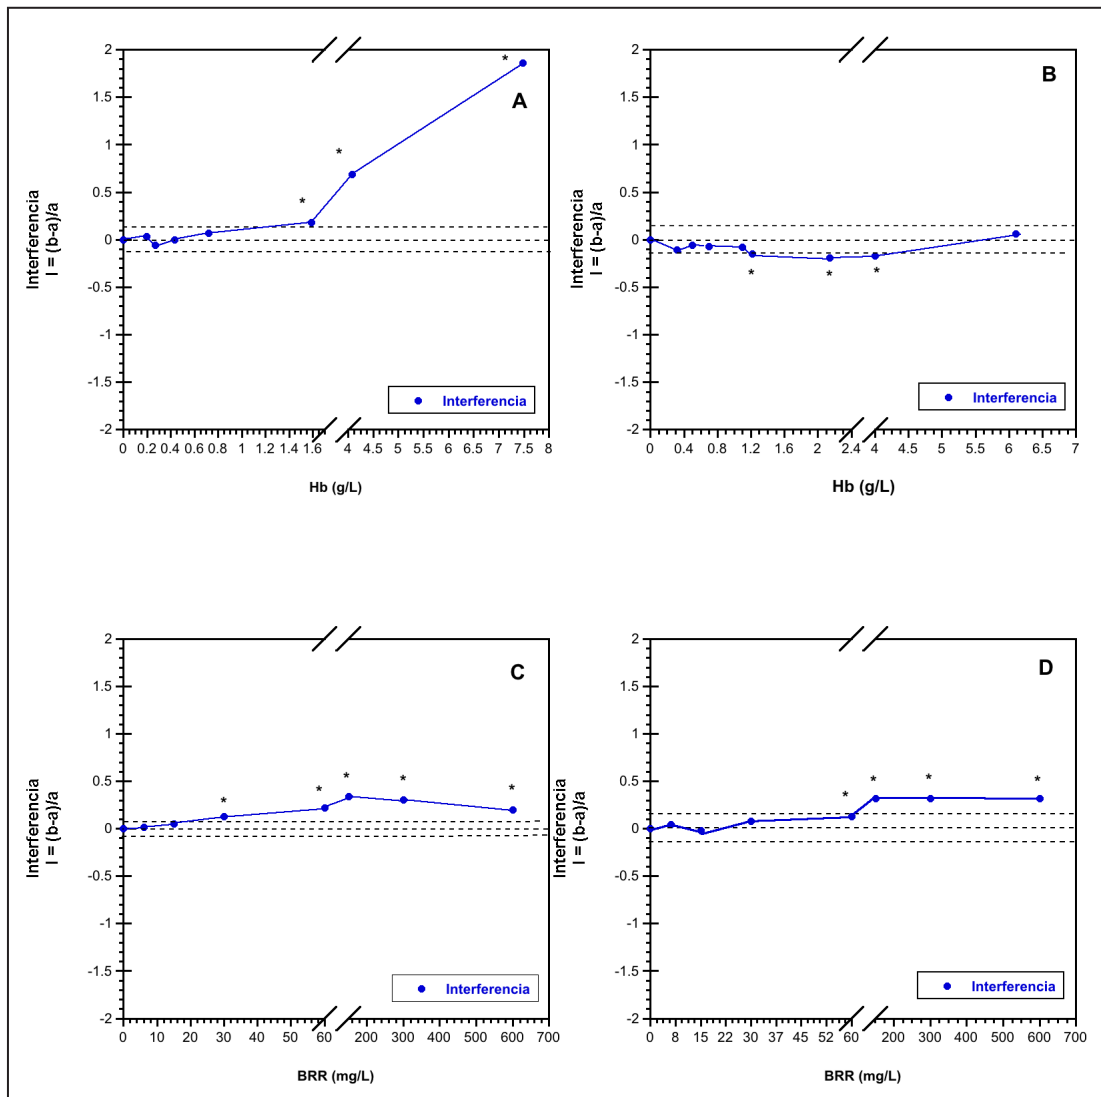 A
2
1.5
1
0.5
0
-0.5
-1
-1.5
-2
Interferencia
I = (b-a)/a
* * * *
Interferencia
0 0.2 0.4 0.6 0.8 1 1.2 1.4 1.6 4 4.5 5 5.5 6 6.5 7 7.5 8
Hb (g/L)
B
2
1.5
1
0.5
0
-0.5
-1
-1.5
-2
Interferencia
I = (b-a)/a
* * *
Interferencia
0 0.4 0.8 1.2 1.6 2 2.4 4 4.5 5 5.5 6 6.5 7
Hb (g/L)
C
2
1.5
1
0.5
0
-0.5
-1
-1.5
-2
Interferencia
I = (b-a)/a
* * * * *
Interferencia
0 10 20 30 40 50 60 200 300 400 500 600 700
BRR (mg/L)
D
2
1.5
1
0.5
0
-0.5
-1
-1.5
-2
Interferencia
I = (b-a)/a
* * * *
Interferencia
0 8 15 22 30 37 45 52 60 200 300 400 500 600 700
BRR (mg/L)